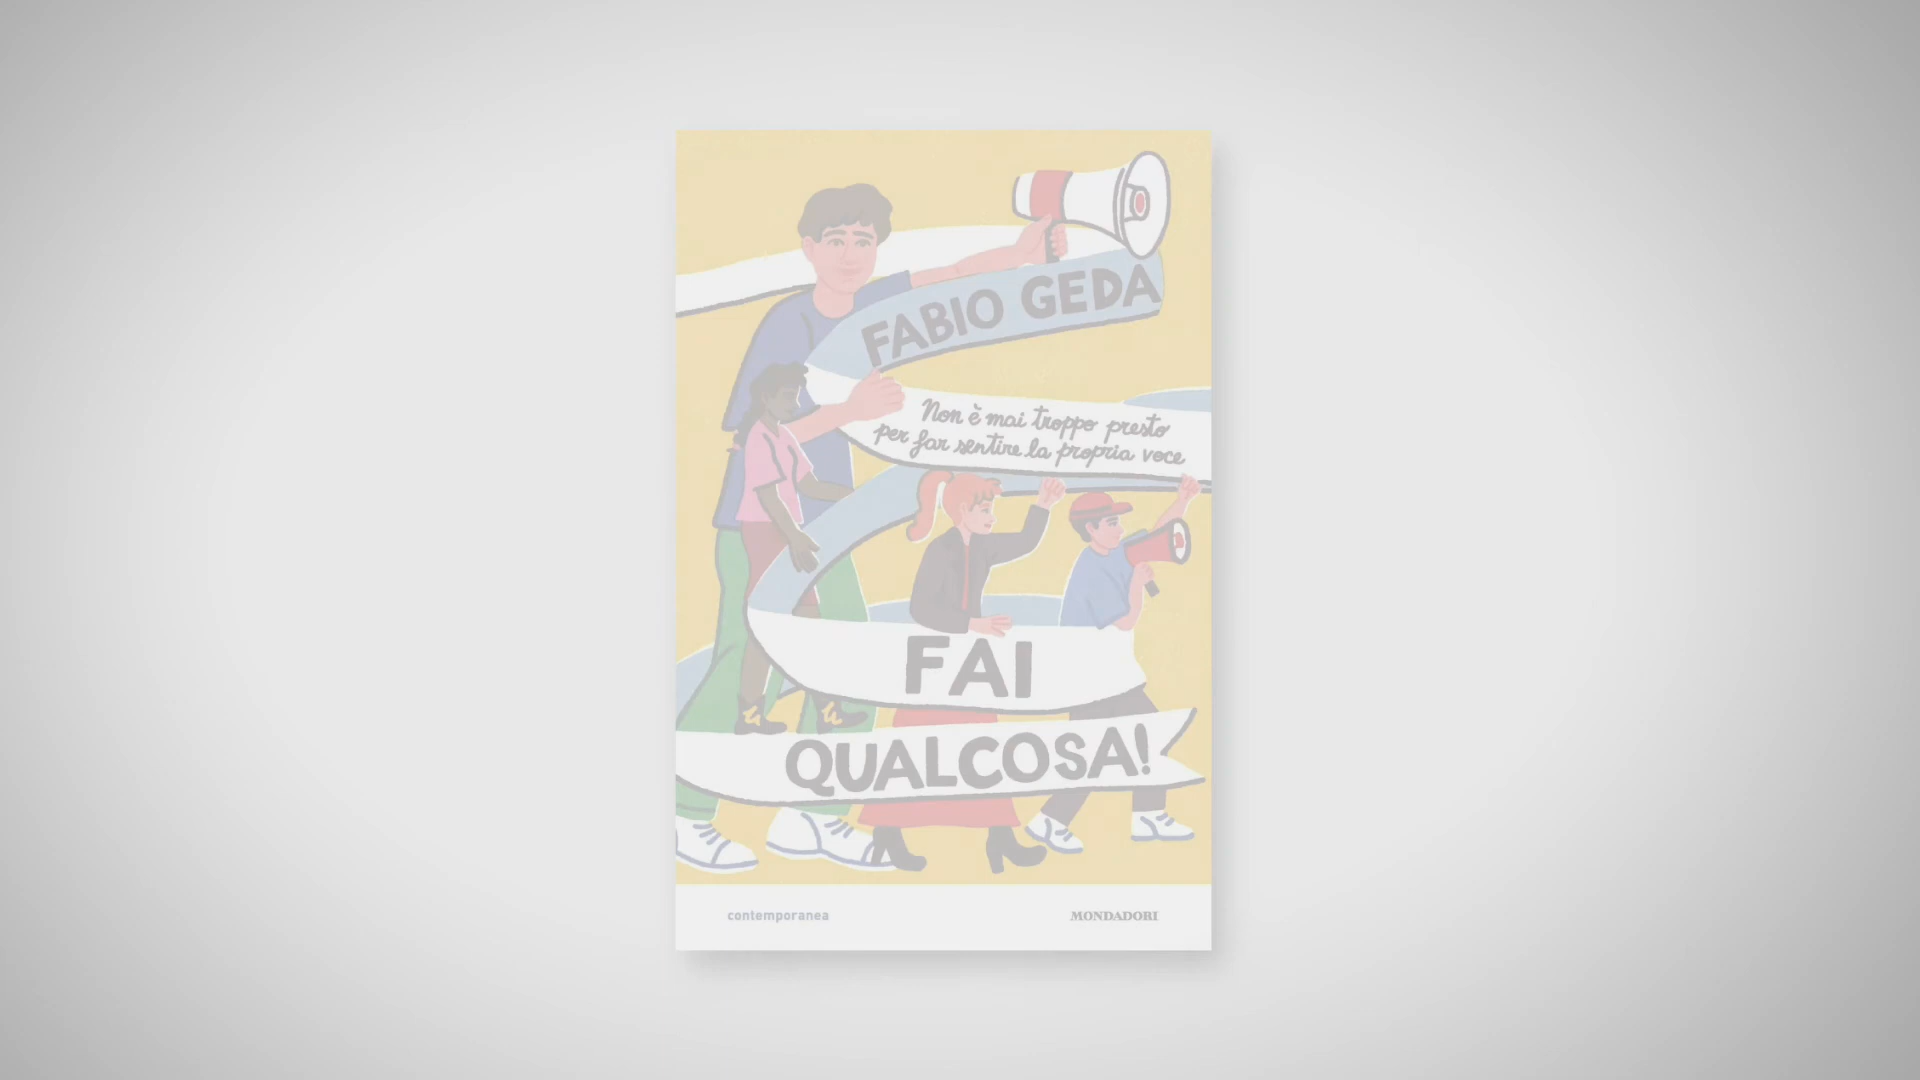 FABIO GEDA
Non è mai troppo presto
per far sentire la propria voce
FAI
QUALCOSA!
contemporanea
MONDADORI